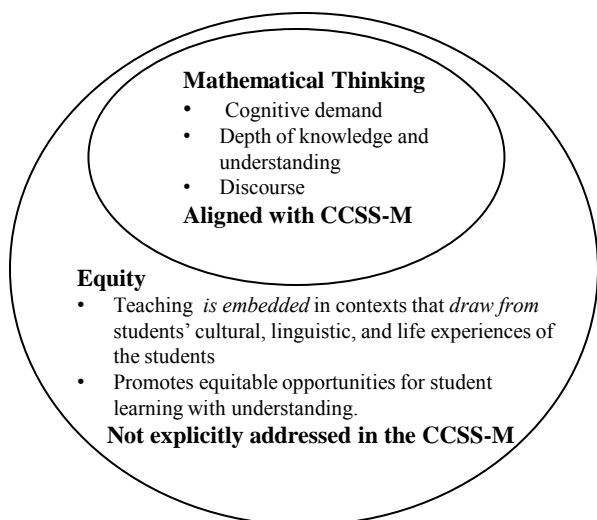 Mathematical Thinking
• Cognitive demand
• Depth of knowledge and
understanding
• Discourse
Aligned with CCSS-M
Equity
• Teaching is embedded in contexts that draw from
students’ cultural, linguistic, and life experiences of
the students
• Promotes equitable opportunities for student
learning with understanding.
Not explicitly addressed in the CCSS-M